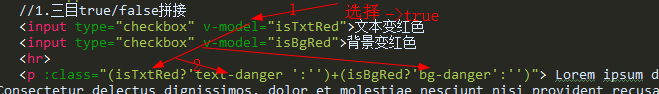 //1.三目true/false拼接
1 选择 ->true
<input type="checkbox" v-model="isTxtRed">文本变红色
<input type="checkbox" v-model="isBgRed">背景变红色
<hr>
2
<p :class="(isTxtRed?'text-danger ':'')+(isBgRed?'bg-danger':'')"> Lorem ipsum d
Consectetur delectus dignissimos, dolor et molestiae nesciunt nisi provident recusa